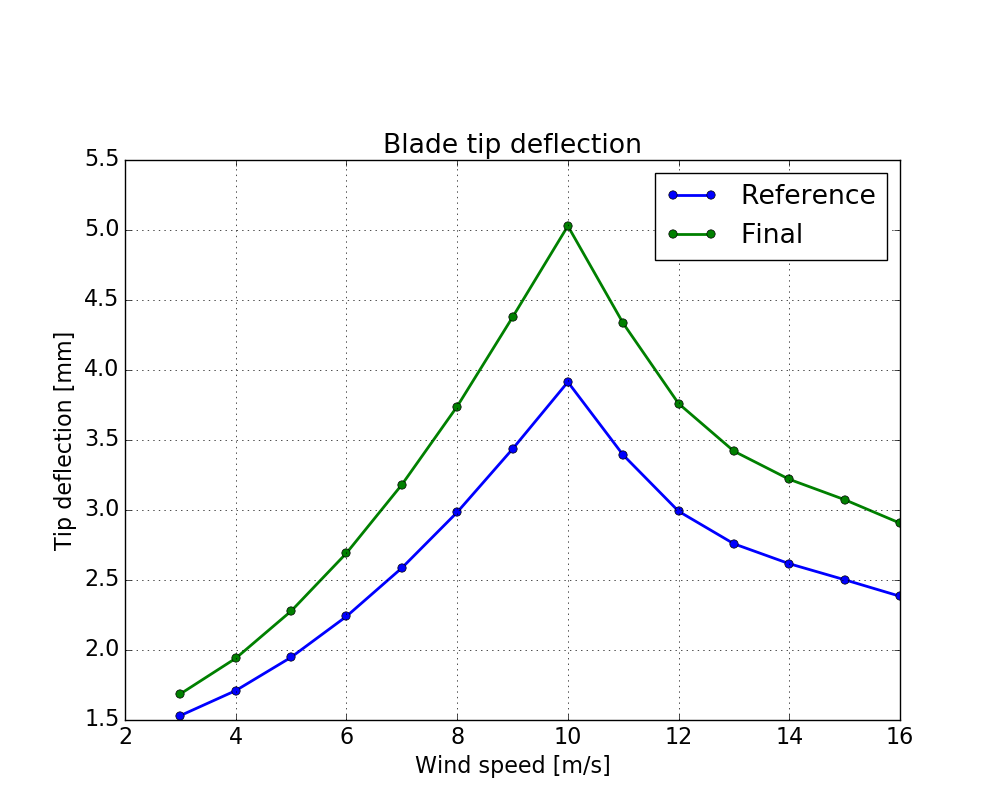 Blade tip deflection
5.5
5.0
4.5
4.0
3.5
3.0
2.5
2.0
1.5
Tip deflection [mm]
Reference
Final
2 4 6 8 10 12 14 16
Wind speed [m/s]